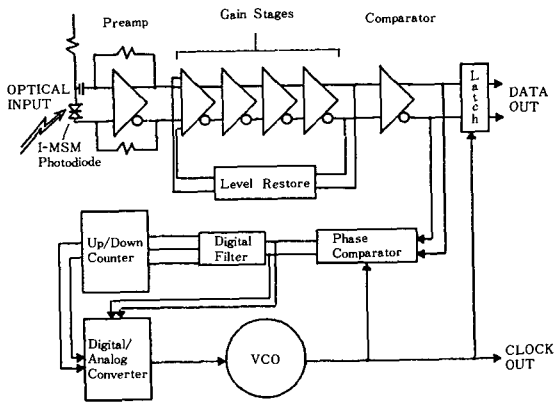 Preamp
Gain Stages
Comparator
OPTICAL
INPUT
I-MSM
Photodiode
Latch
DATA
OUT
Level Restore
Up/Down
Counter
Digital
Filter
Phase
Comparator
Digital/
Analog
Converter
VCO
CLOCK
OUT